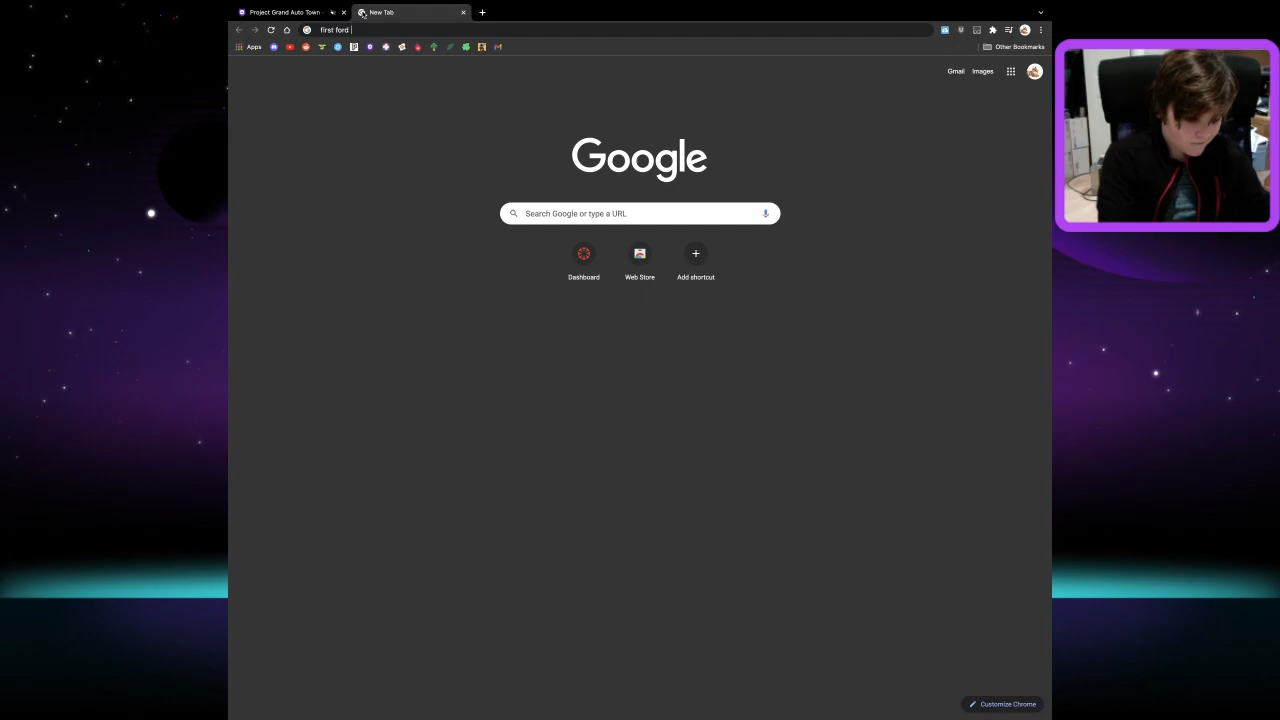 Project Grand Auto Town
New Tab
first ford
Apps
Other Bookmarks
Gmail
Images
Google
Search Google or type a URL
Dashboard
Web Store
Add shortcut
Customize Chrome